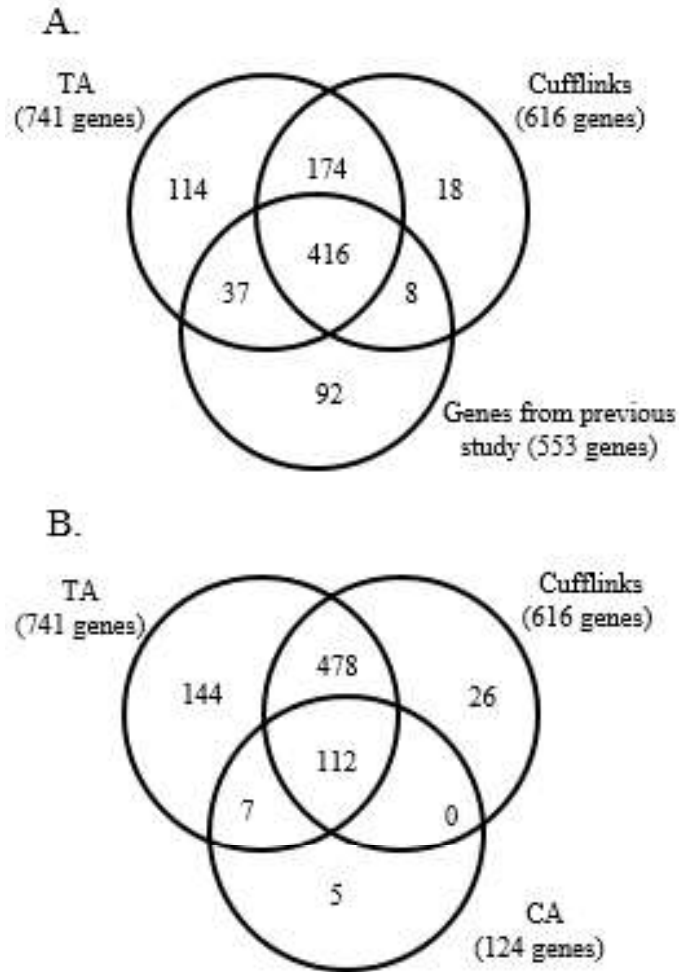 A.
TA
(741 genes)
Cufflinks
(616 genes)
174
114
18
416
37
8
92
Genes from previous
study (553 genes)
B.
TA
(741 genes)
Cufflinks
(616 genes)
478
144
26
112
7
0
5
CA
(124 genes)